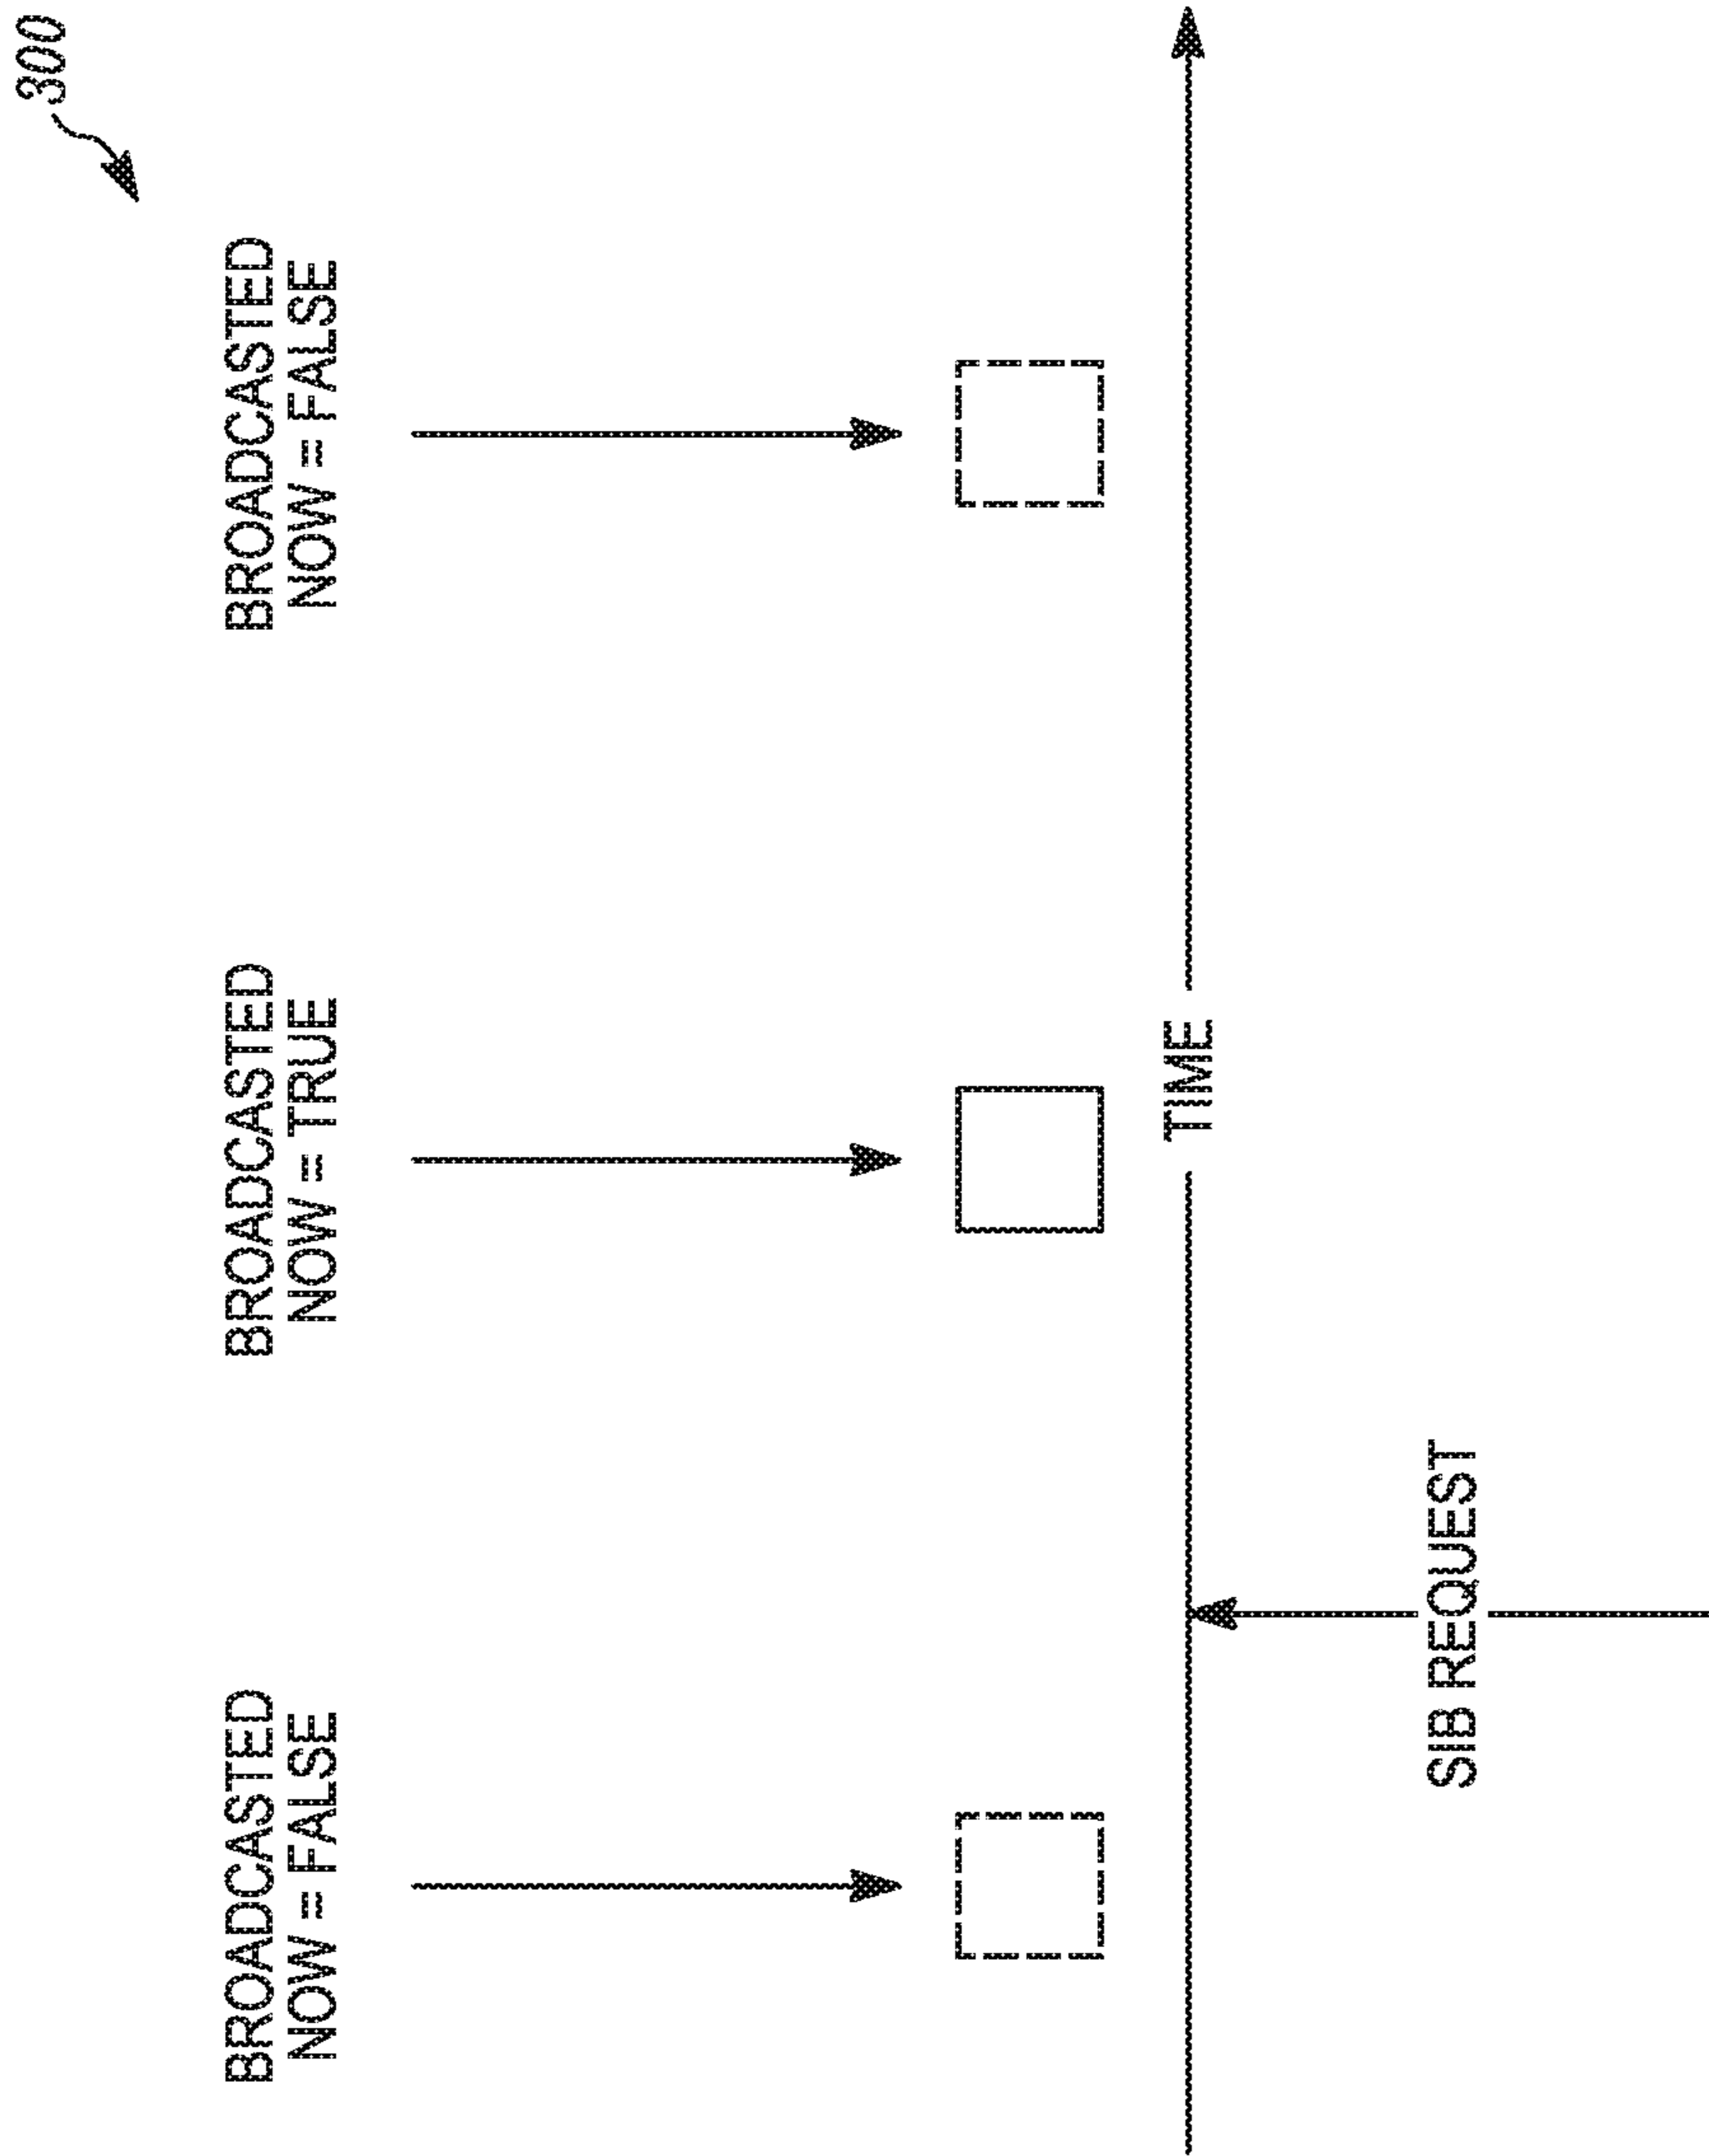 300
BROADCASTED
NOW = FALSE
BROADCASTED
NOW = TRUE
BROADCASTED
NOW = FALSE
TIME
SIB REQUEST